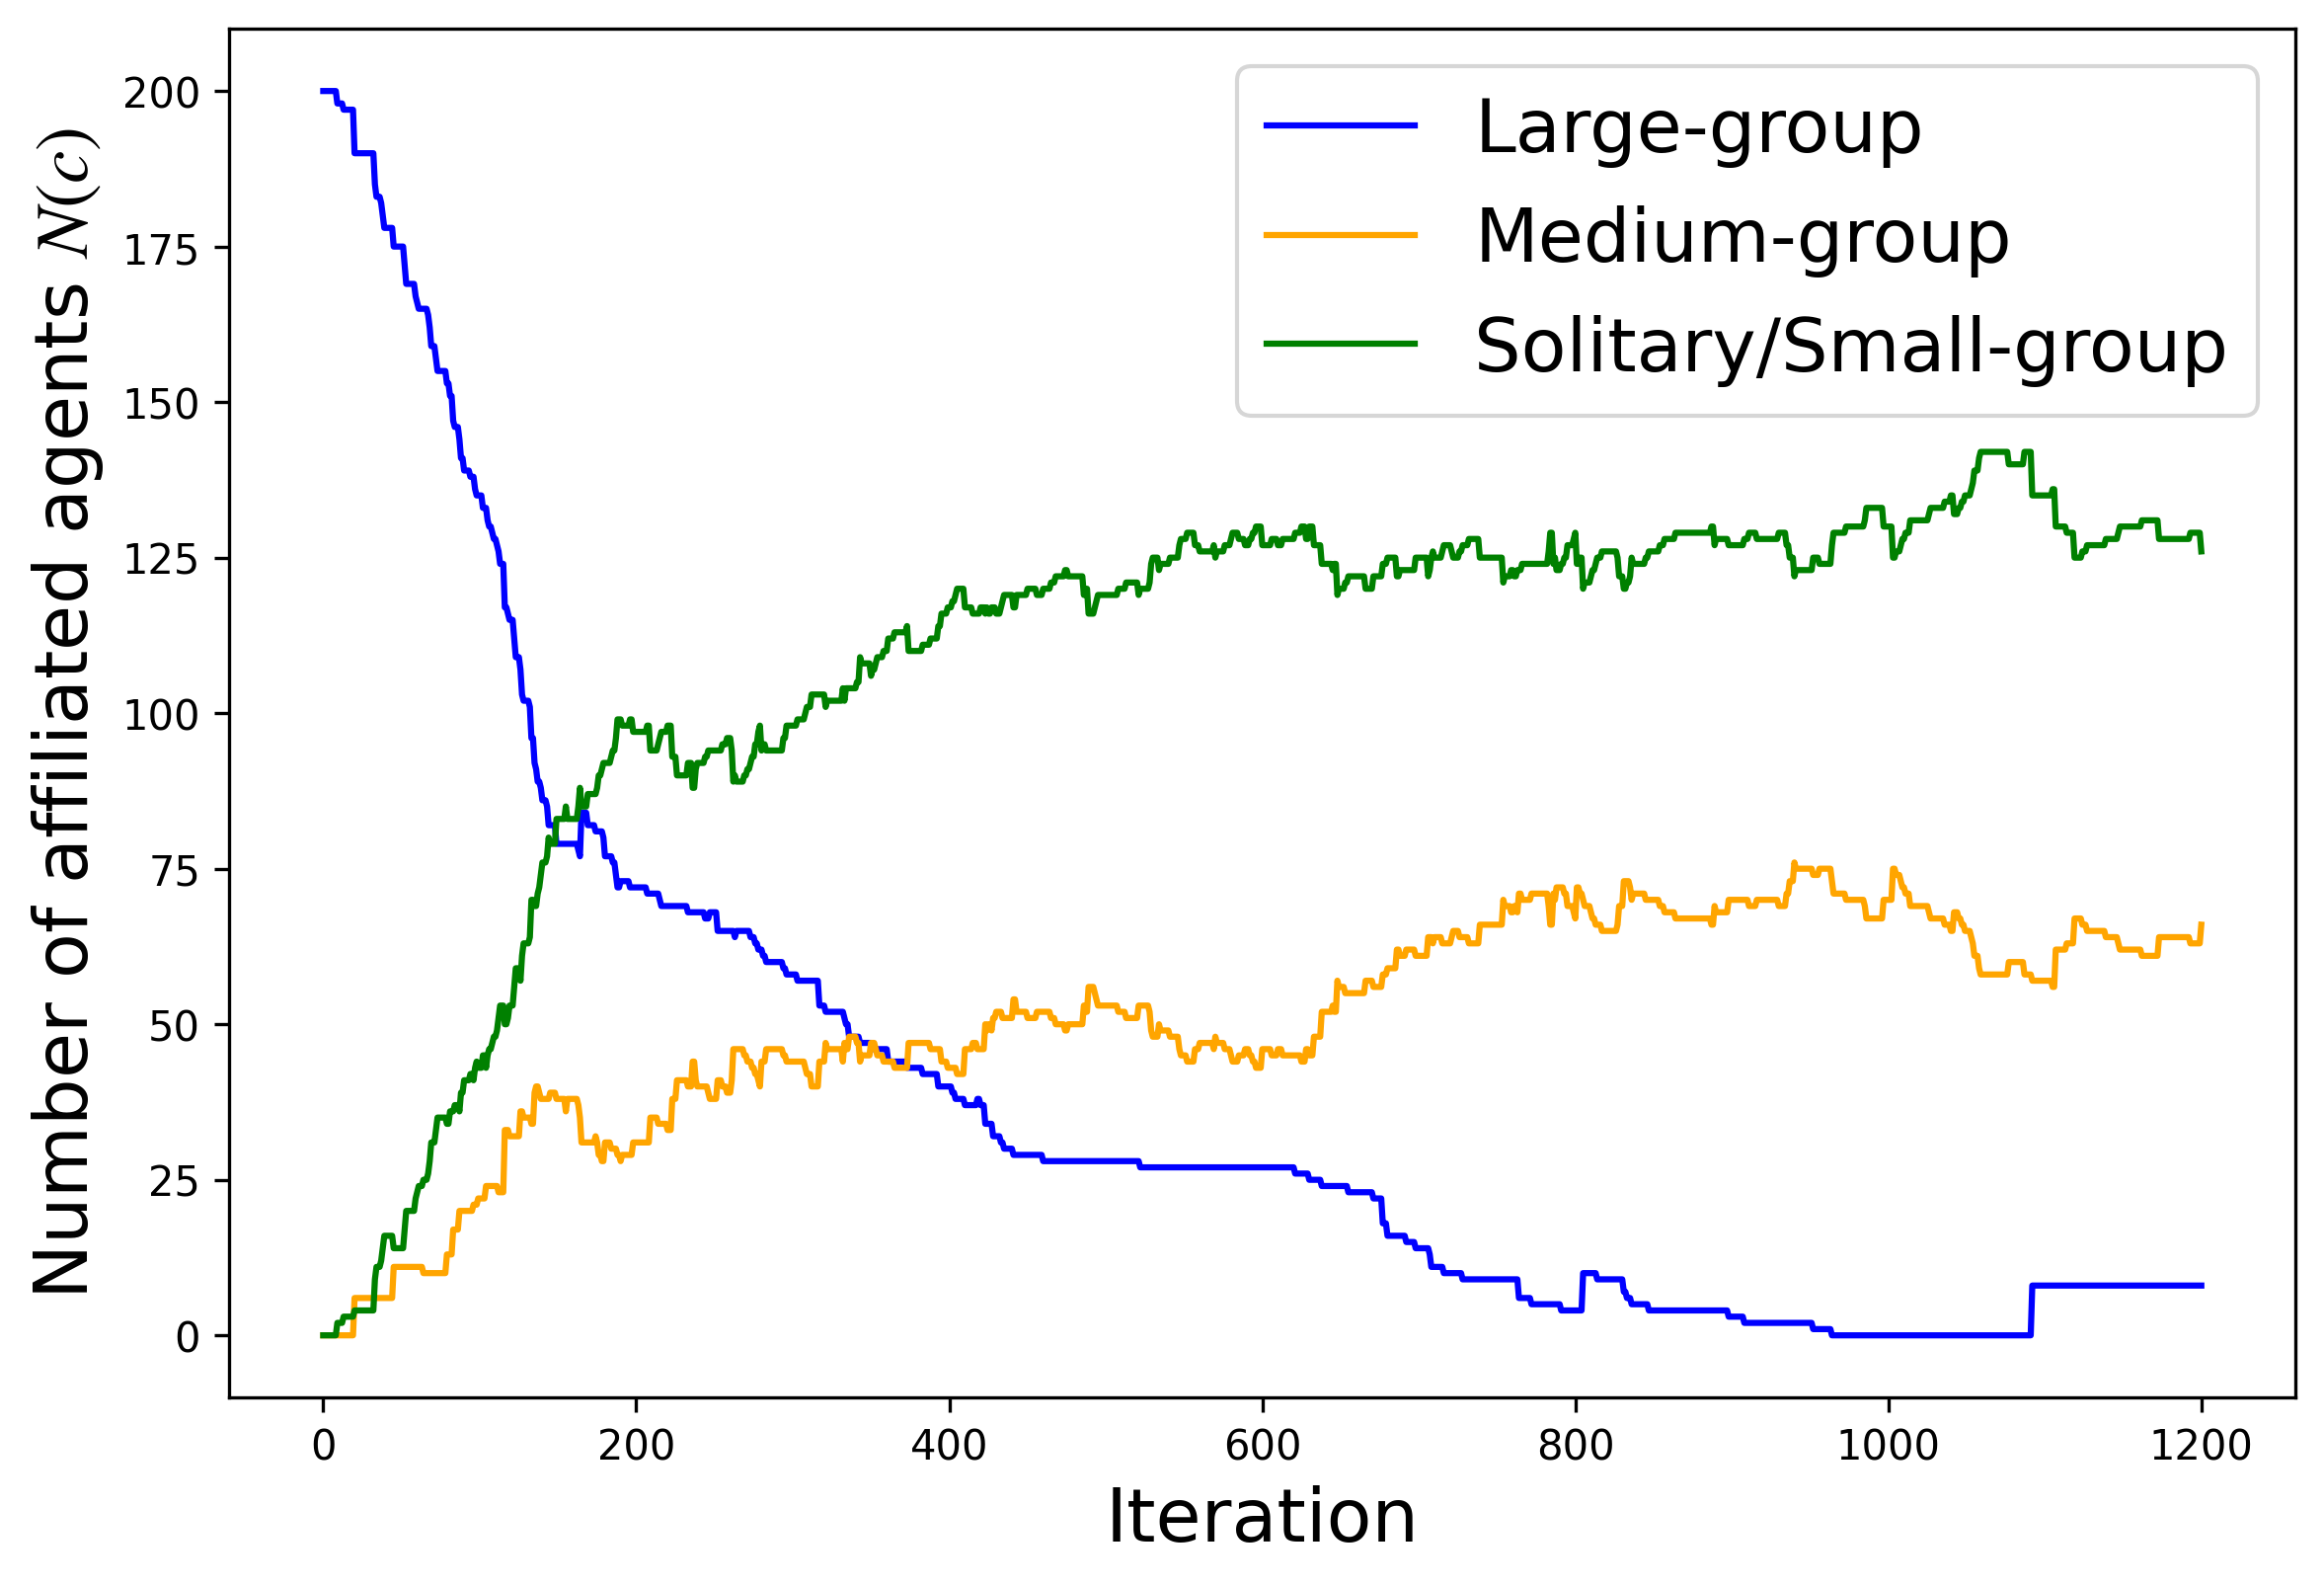 Number of affiliated agents N(c)
200
175
150
125
100
75
50
25
0
Large-group
Medium-group
Solitary/Small-group
0 200 400 600 800 1000 1200
Iteration